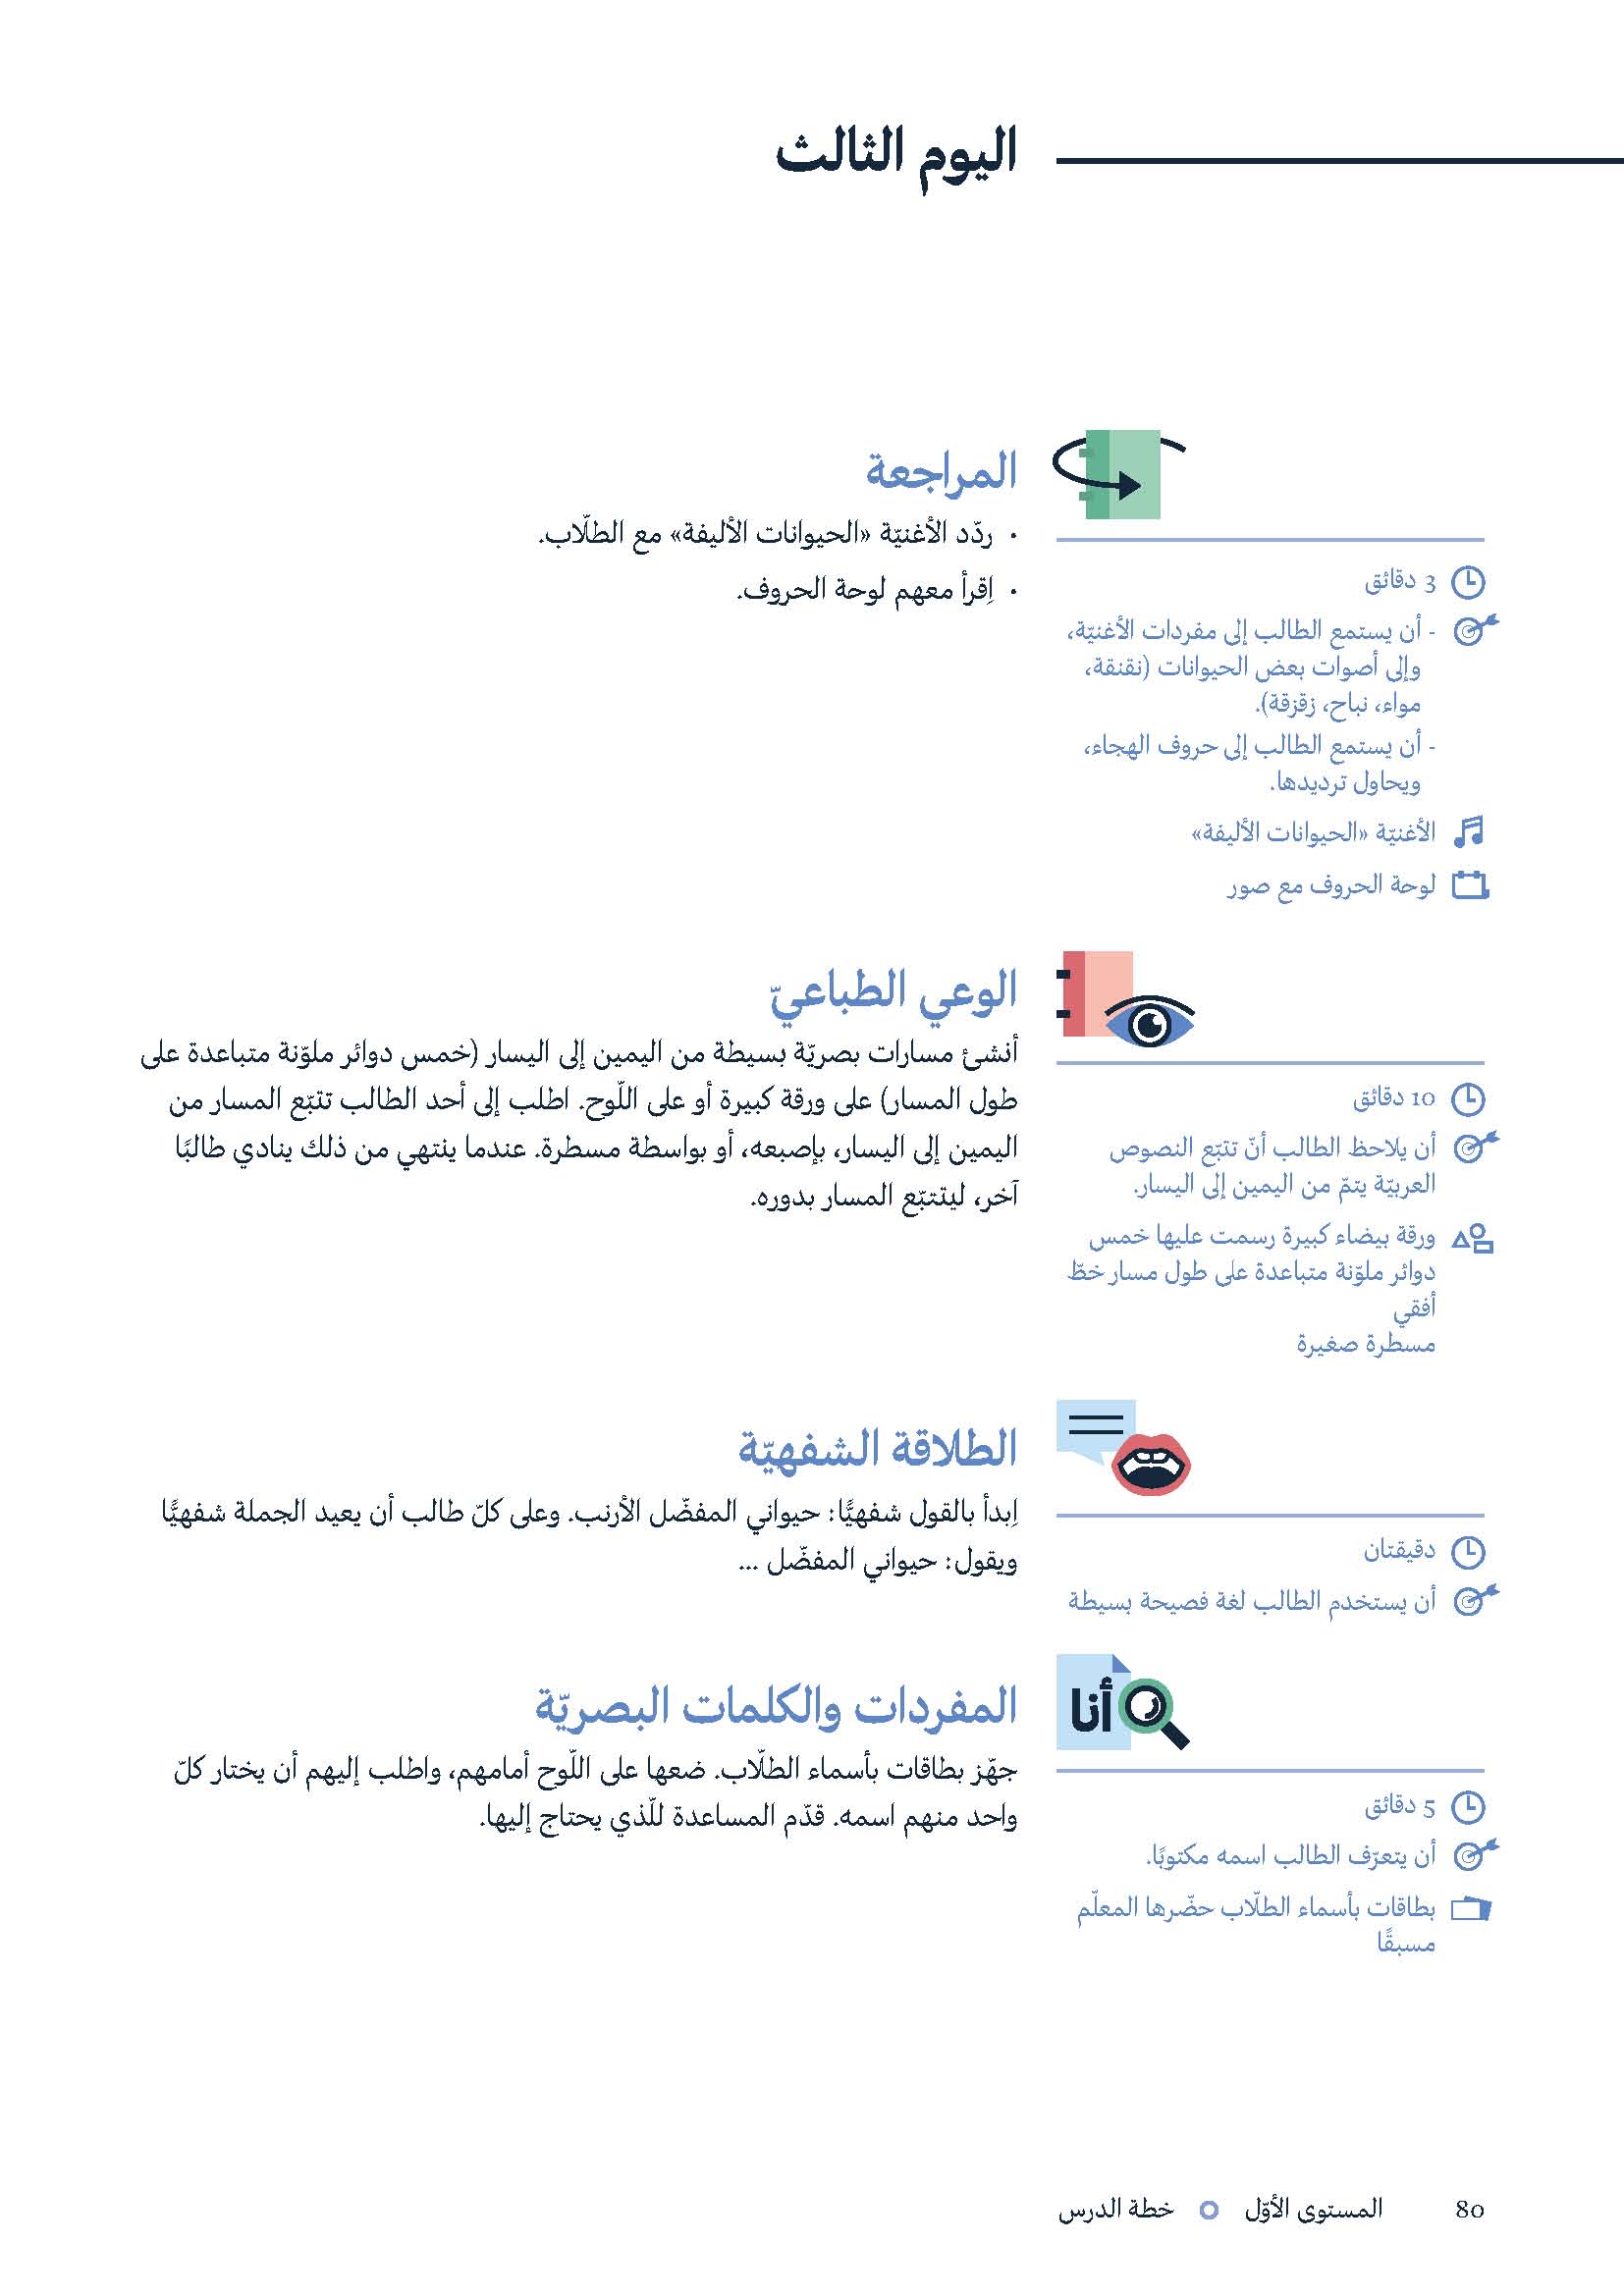 اليوم الثالث
المراجعة
• ردّد الأغنيّة «الحيوانات الأليفة» مع الطلّاب.
• اِقرأ معهم لوحة الحروف.
3 دقائق
- أن يستمع الطالب إلى مفردات الأغنيّة،
وإلى أصوات بعض الحيوانات (نقنقة،
مواء، نباح، زقزقة).
- أن يستمع الطالب إلى حروف الهجاء،
ويحاول ترديدها.
الأغنيّة «الحيوانات الأليفة»
لوحة الحروف مع صور
الوعي الطباعيّ
أنشئ مسارات بصريّة بسيطة من اليمين إلى اليسار (خمس دوائر ملوّنة متباعدة على
طول المسار) على ورقة كبيرة أو على اللّوح. اطلب إلى أحد الطالب تتبّع المسار من
اليمين إلى اليسار، بإصبعه، أو بواسطة مسطرة. عندما ينتهي من ذلك ينادي طالبًا
آخر، ليتتبّع المسار بدوره.
10 دقائق
أن يلاحظ الطالب أنّ تتبّع النصوص
العربيّة يتمّ من اليمين إلى اليسار.
ورقة بيضاء كبيرة رسمت عليها خمس
دوائر ملوّنة متباعدة على طول مسار خطّ
أفقي
مسطرة صغيرة
الطلاقة الشفهيّة
اِبدأ بالقول شفهيًّا: حيواني المفضّل الأرنب. وعلى كلّ طالب أن يعيد الجملة شفهيًّا
ويقول: حيواني المفضّل ...
دقيقتان
أن يستخدم الطالب لغة فصيحة بسيطة
أنا
المفردات والكلمات البصريّة
جهّز بطاقات بأسماء الطلّاب. ضعها على اللّوح أمامهم، واطلب إليهم أن يختار كلّ
واحد منهم اسمه. قدّم المساعدة للّذي يحتاج إليها.
5 دقائق
أن يتعرّف الطالب اسمه مكتوبًا.
بطاقات بأسماء الطلّاب حضّرها المعلّم
مسبقًا
80 المستوى الأوّل خطة الدرس